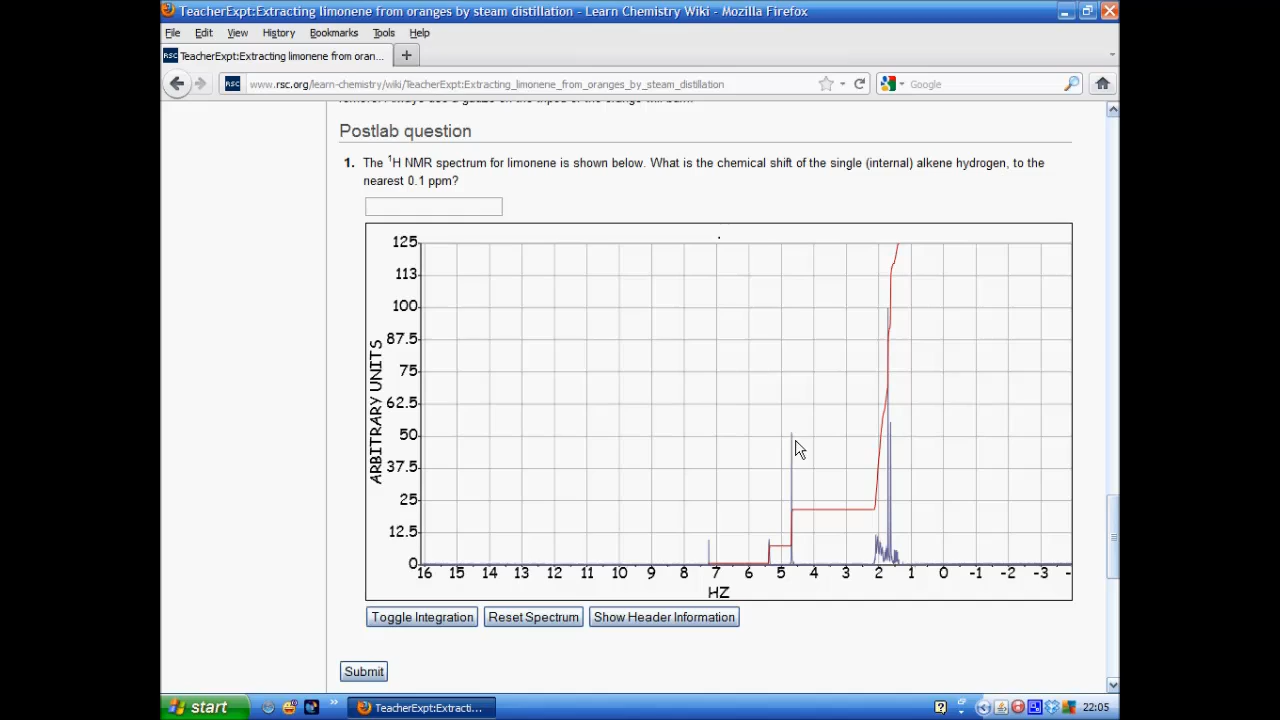 TeacherExpt:Extracting limonene from oranges by steam distillation - Learn Chemistry Wiki - Mozilla Firefox
File Edit View History Bookmarks Tools Help
RSC TeacherExpt:Extracting limonene from oran... +
RSC www.rsc.org/learn-chemistry/wiki/TeacherExpt:Extracting_limonene_from_oranges_by_steam_distillation Google
Postlab question
1. The 1H NMR spectrum for limonene is shown below. What is the chemical shift of the single (internal) alkene hydrogen, to the
nearest 0.1 ppm?
125
113
100
87.5
75
62.5
50
37.5
25
12.5
0
ARBITRARY UNITS
16 15 14 13 12 11 10 9 8 7 6 5 4 3 2 1 0 -1 -2 -3 -
HZ
Toggle Integration Reset Spectrum Show Header Information
Submit
start TeacherExpt:Extracti... 22:05